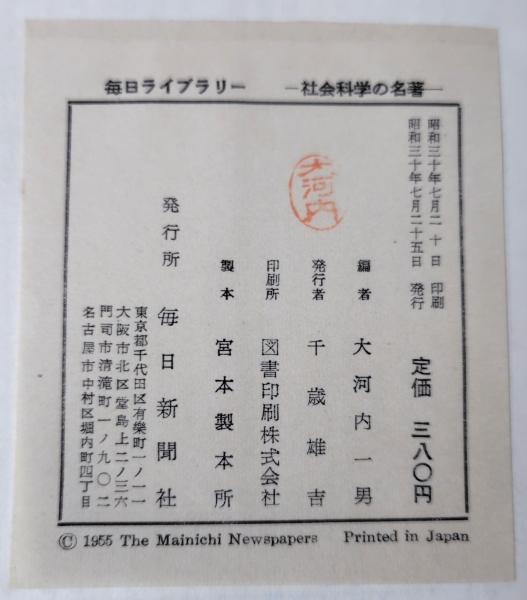 毎日ライブラリー ―社会科学の名著―
昭和三十年七月二十日 印刷
昭和三十年七月二十五日 発行
定価 三八〇円
編者 大河内一男
発行者 千歳雄吉
印刷所 図書印刷株式会社
製本 宮本製本所
発行所 毎日新聞社
東京都千代田区有楽町一ノ一一
大阪市北区堂島上二ノ三六
門司市清滝町一ノ九〇二
名古屋市中村区堀内町四丁目
大河内
© 1955 The Mainichi Newspapers Printed in Japan